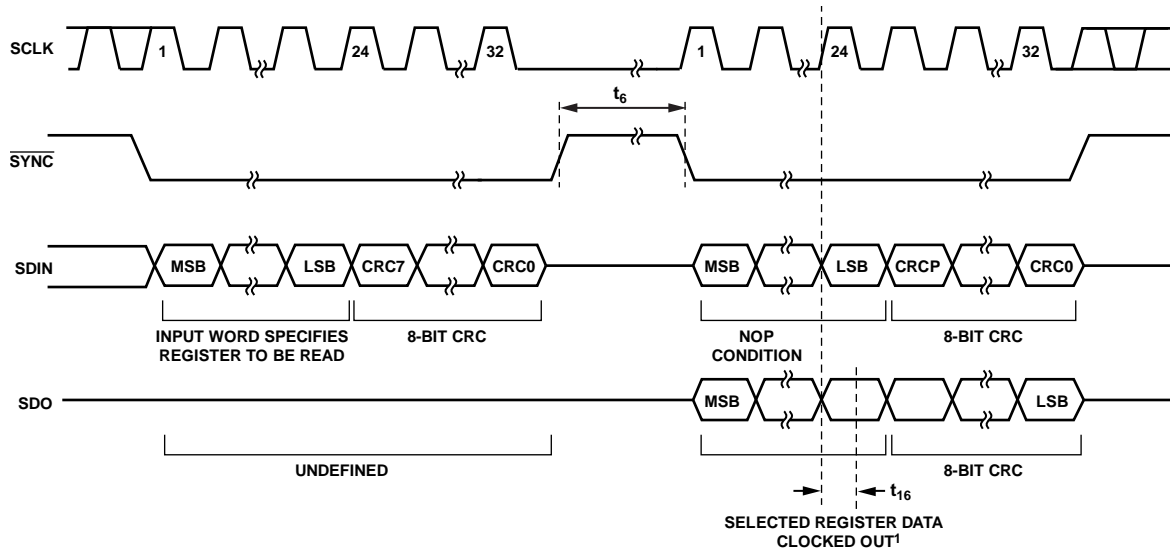 SCLK
1
24
32
1
24
32
t6
SYNC
SDIN
MSB
LSB
CRC7
CRC0
MSB
LSB
CRCP
CRC0
INPUT WORD SPECIFIES
REGISTER TO BE READ
8-BIT CRC
NOP
CONDITION
8-BIT CRC
SDO
MSB
LSB
UNDEFINED
8-BIT CRC
t16
SELECTED REGISTER DATA
CLOCKED OUT1